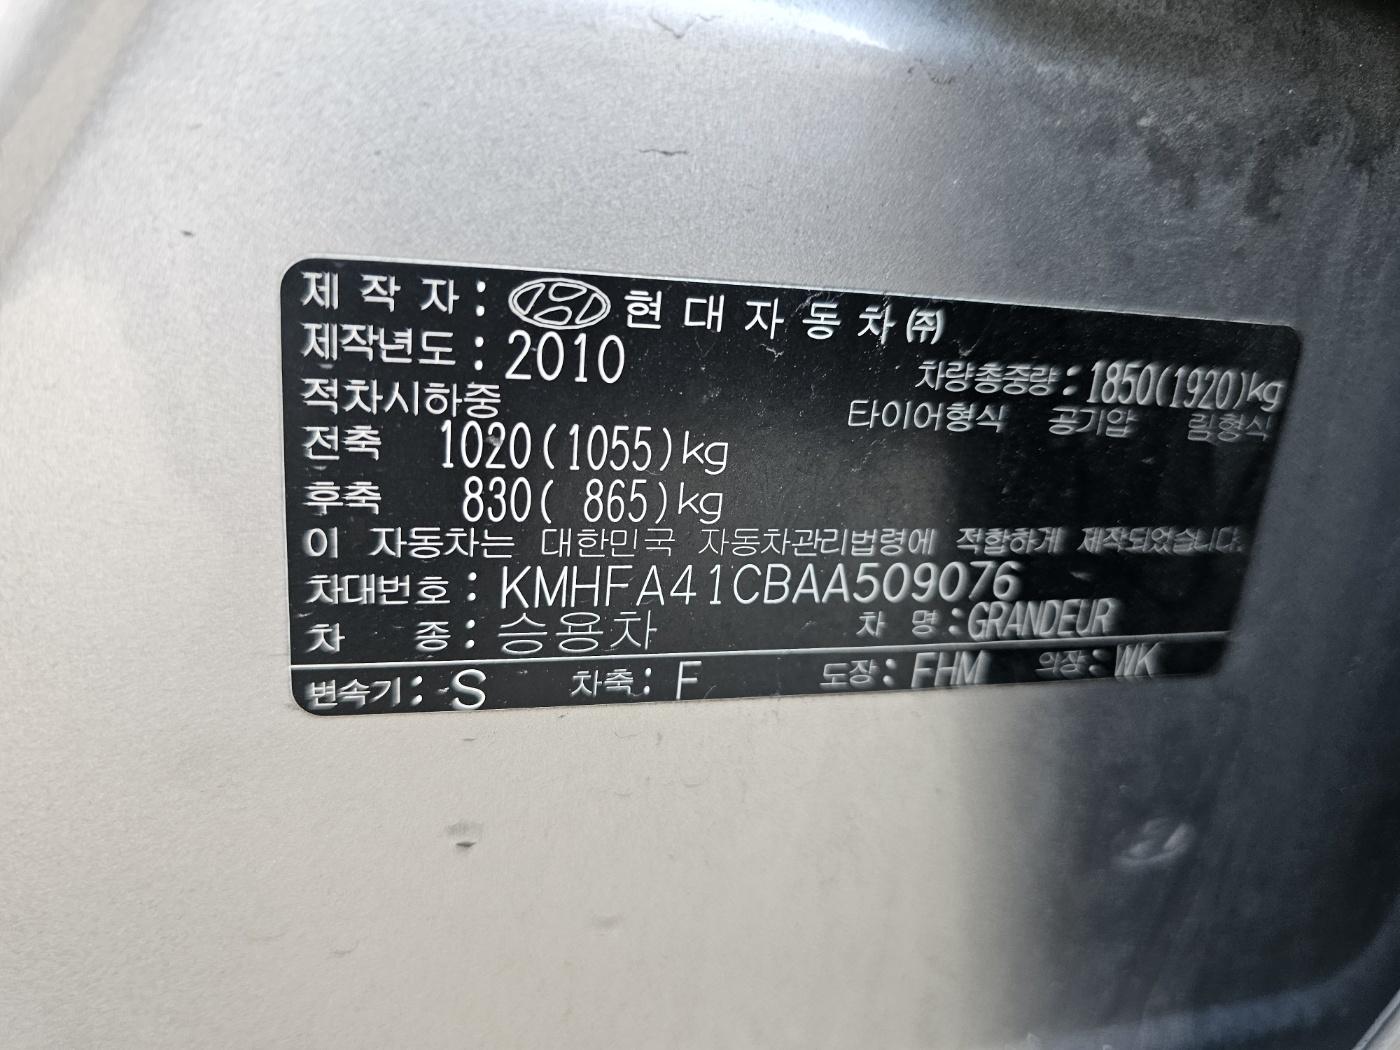 제 작 자 : 현 대 자 동 차 ㈜
제작년도 : 2010
차량총중량 : 1850(1920)kg
적차시하중
타이어형식 공기압 림형식
전축 1020(1055)kg
후축 830( 865)kg
이 자동차는 대한민국 자동차관리법령에 적합하게 제작되었습니다.
차대번호 : KMHFA41CBAA509076
차 종 : 승용차 차 명 : GRANDEUR
변속기 : S 차축 : F 도장 : FHM 의장 : WK